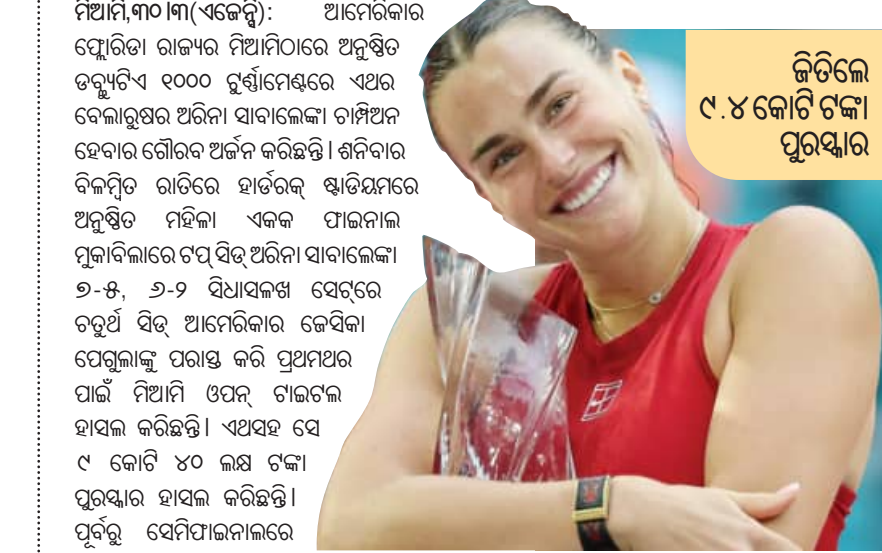 ମିଆମି,୩୦।୩(ଏଜେନ୍ସି): ଆମେରିକାର
ଫ୍ଲୋରିଡା ରାଜ୍ୟର ମିଆମିଠାରେ ଅନୁଷ୍ଠିତ
ଡବ୍ଲ୍ୟୁଟିଏ ୧୦୦୦ ଟୁର୍ଣ୍ଣାମେଣ୍ଟରେ ଏଥର
ବେଲାରୁଷର ଅରିନା ସାବାଲେଙ୍କା ଚାମ୍ପିଅନ
ହେବାର ଗୌରବ ଅର୍ଜନ କରିଛନ୍ତି। ଶନିବାର
ବିଳମ୍ବିତ ରାତିରେ ହାର୍ଡରକ୍ ଷ୍ଟାଡିୟମରେ
ଅନୁଷ୍ଠିତ ମହିଳା ଏକକ ଫାଇନାଲ
ମୁକାବିଲାରେ ଟପ୍ ସିଡ୍ ଅରିନା ସାବାଲେଙ୍କା
୭-୫, ୬-୨ ସିଧାସଳଖ ସେଟ୍‌ରେ
ଚତୁର୍ଥ ସିଡ୍ ଆମେରିକାର ଜେସିକା
ପେଗୁଲାଙ୍କୁ ପରାସ୍ତ କରି ପ୍ରଥମଥର
ପାଇଁ ମିଆମି ଓପନ୍ ଟାଇଟଲ
ହାସଲ କରିଛନ୍ତି। ଏଥସହ ସେ
୯ କୋଟି ୪୦ ଲକ୍ଷ ଟଙ୍କା
ପୁରସ୍କାର ହାସଲ କରିଛନ୍ତି।
ପୂର୍ବରୁ ସେମିଫାଇନାଲରେ
ଜିତିଲେ
୯.୪ କୋଟି ଟଙ୍କା
ପୁରସ୍କାର